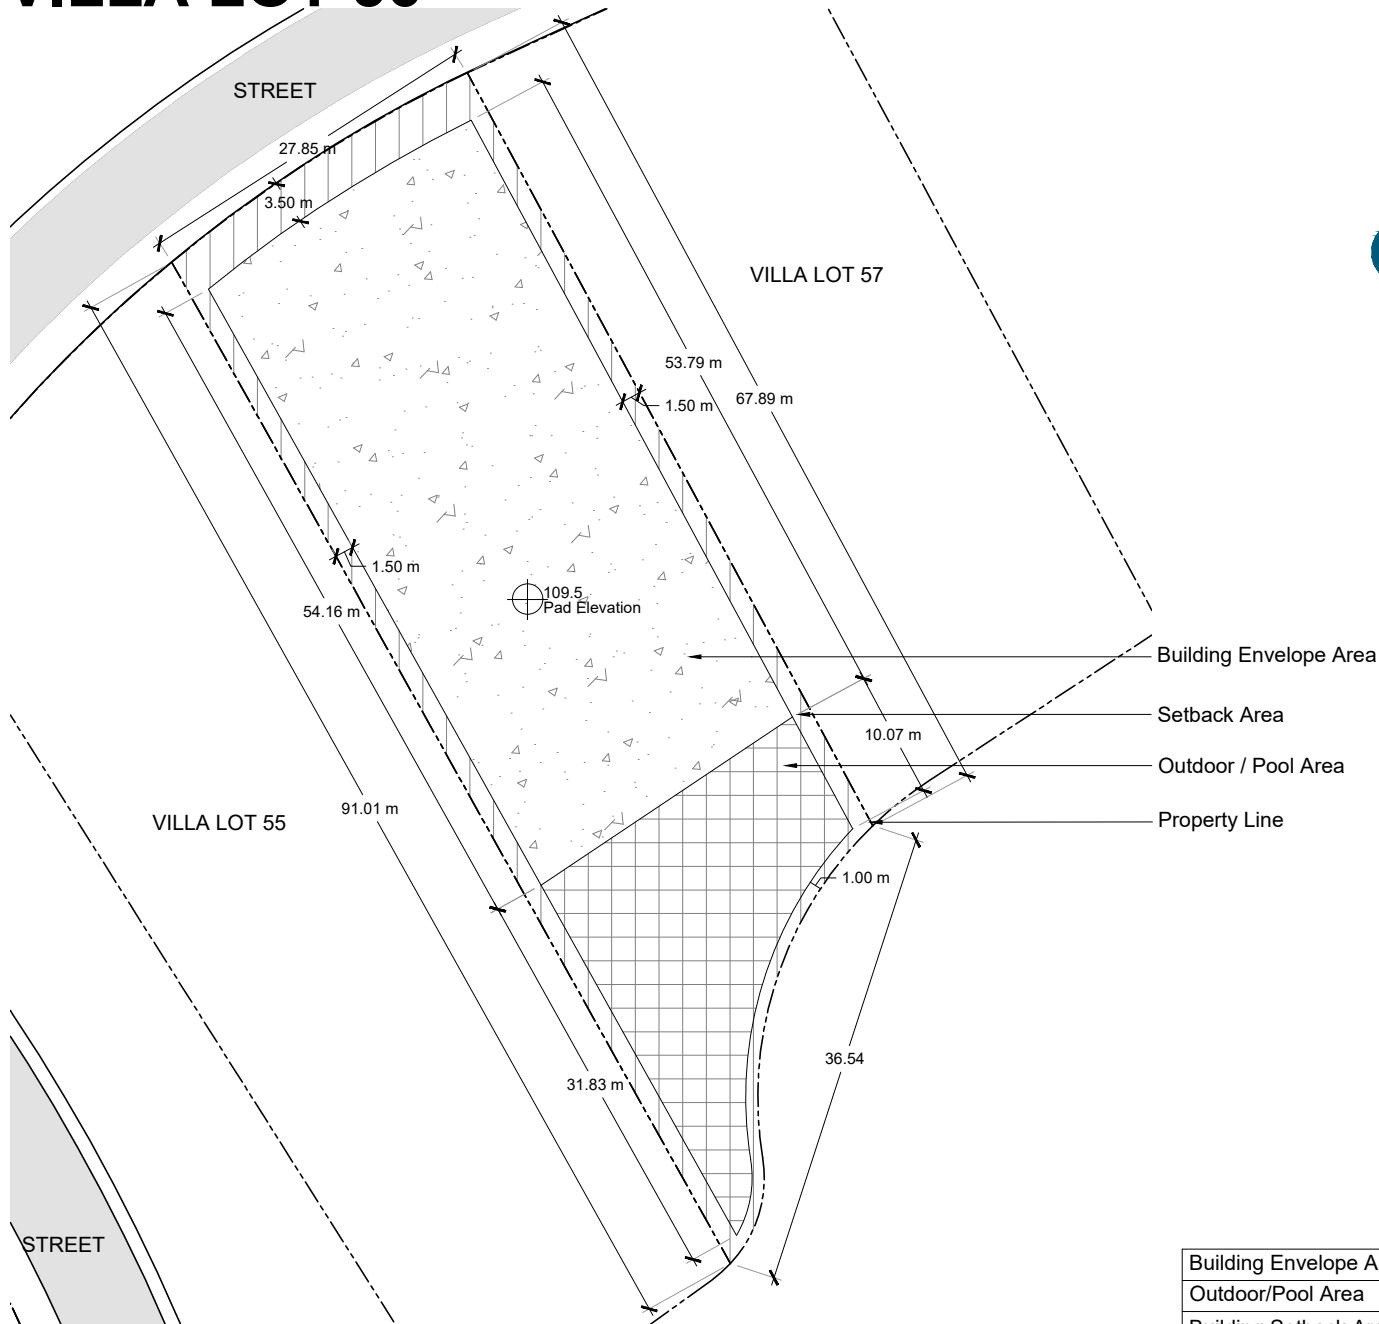 STREET
27.85 m
3.50 m
VILLA LOT 57
53.79 m
67.89 m
1.50 m
1.50 m
109.5
Pad Elevation
54.16 m
Building Envelope Area
Setback Area
10.07 m
Outdoor / Pool Area
91.01 m
VILLA LOT 55
Property Line
1.00 m
36.54
31.83 m
STREET
Building Envelope A
Outdoor/Pool Area